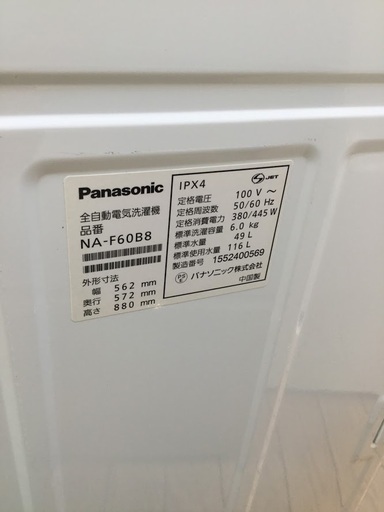 Panasonic
全自動電気洗濯機
品番
NA-F60B8
外形寸法
幅 562 mm
奥行 572 mm
高さ 880 mm
IPX4
JET
定格電圧 100 V ～
定格周波数 50/60 Hz
定格消費電力 380/445 W
標準洗濯容量 6.0 kg
標準水量 49 L
標準使用水量 116 L
製造番号 1552400569
PS E
パナソニック株式会社
中国製